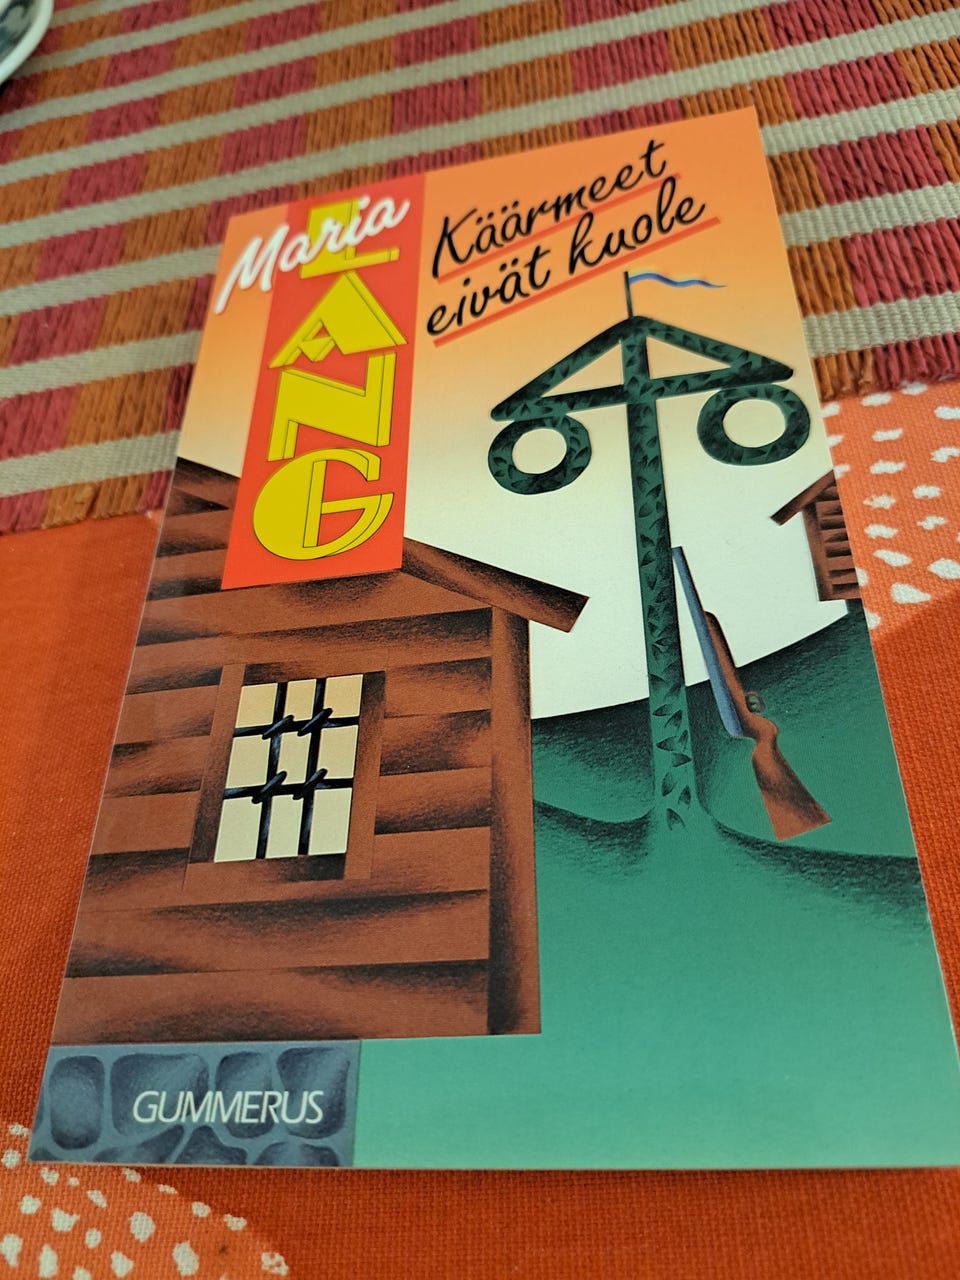 Maria
LANG
Käärmeet
eivät kuole
GUMMERUS